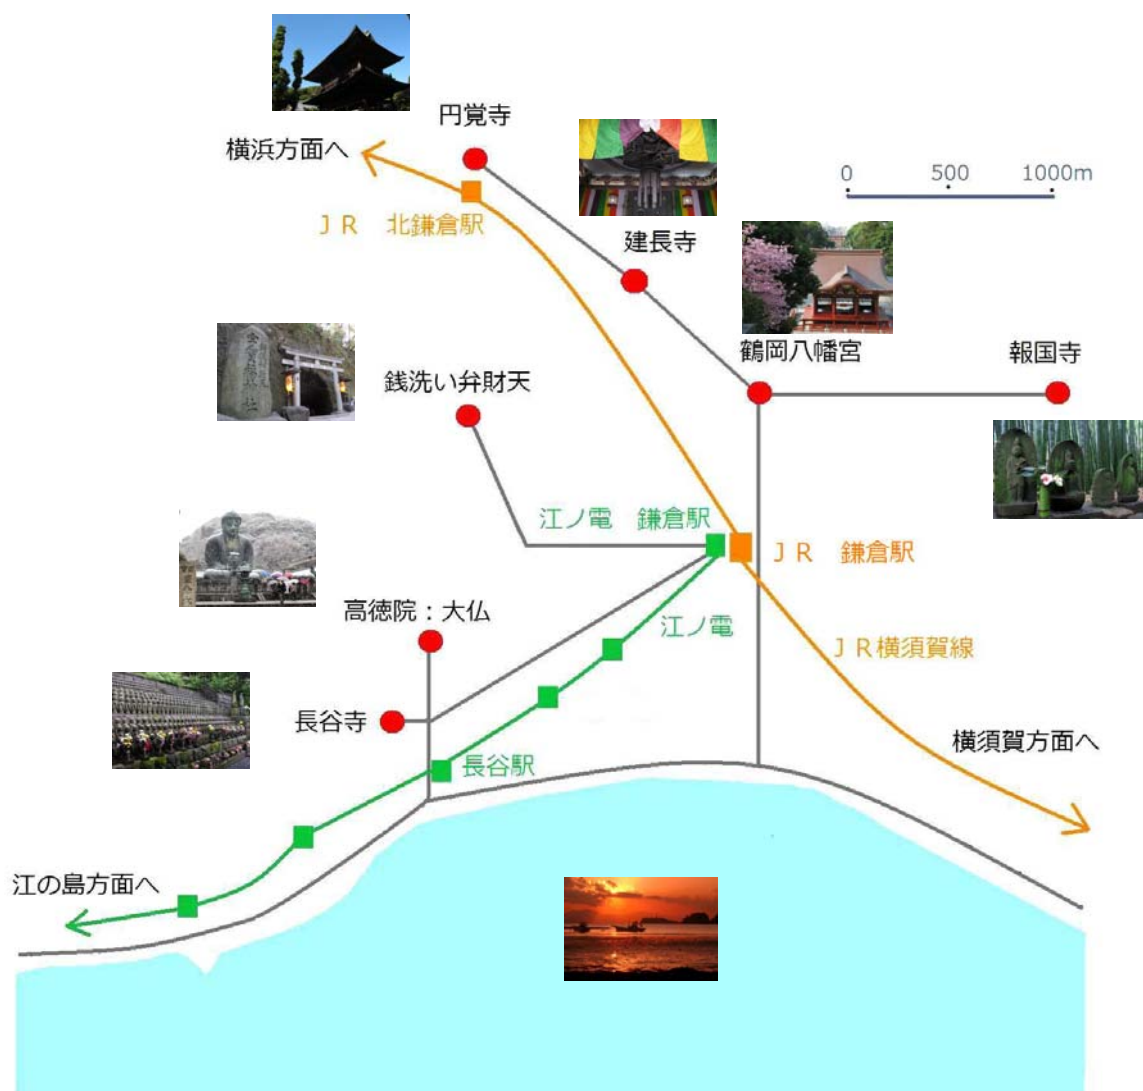 円覚寺
横浜方面へ
0 500 1000m
ＪＲ 北鎌倉駅
建長寺
鶴岡八幡宮
報国寺
銭洗い弁財天
江ノ電 鎌倉駅
ＪＲ 鎌倉駅
高徳院：大仏
江ノ電
ＪＲ横須賀線
長谷寺
横須賀方面へ
長谷駅
江の島方面へ